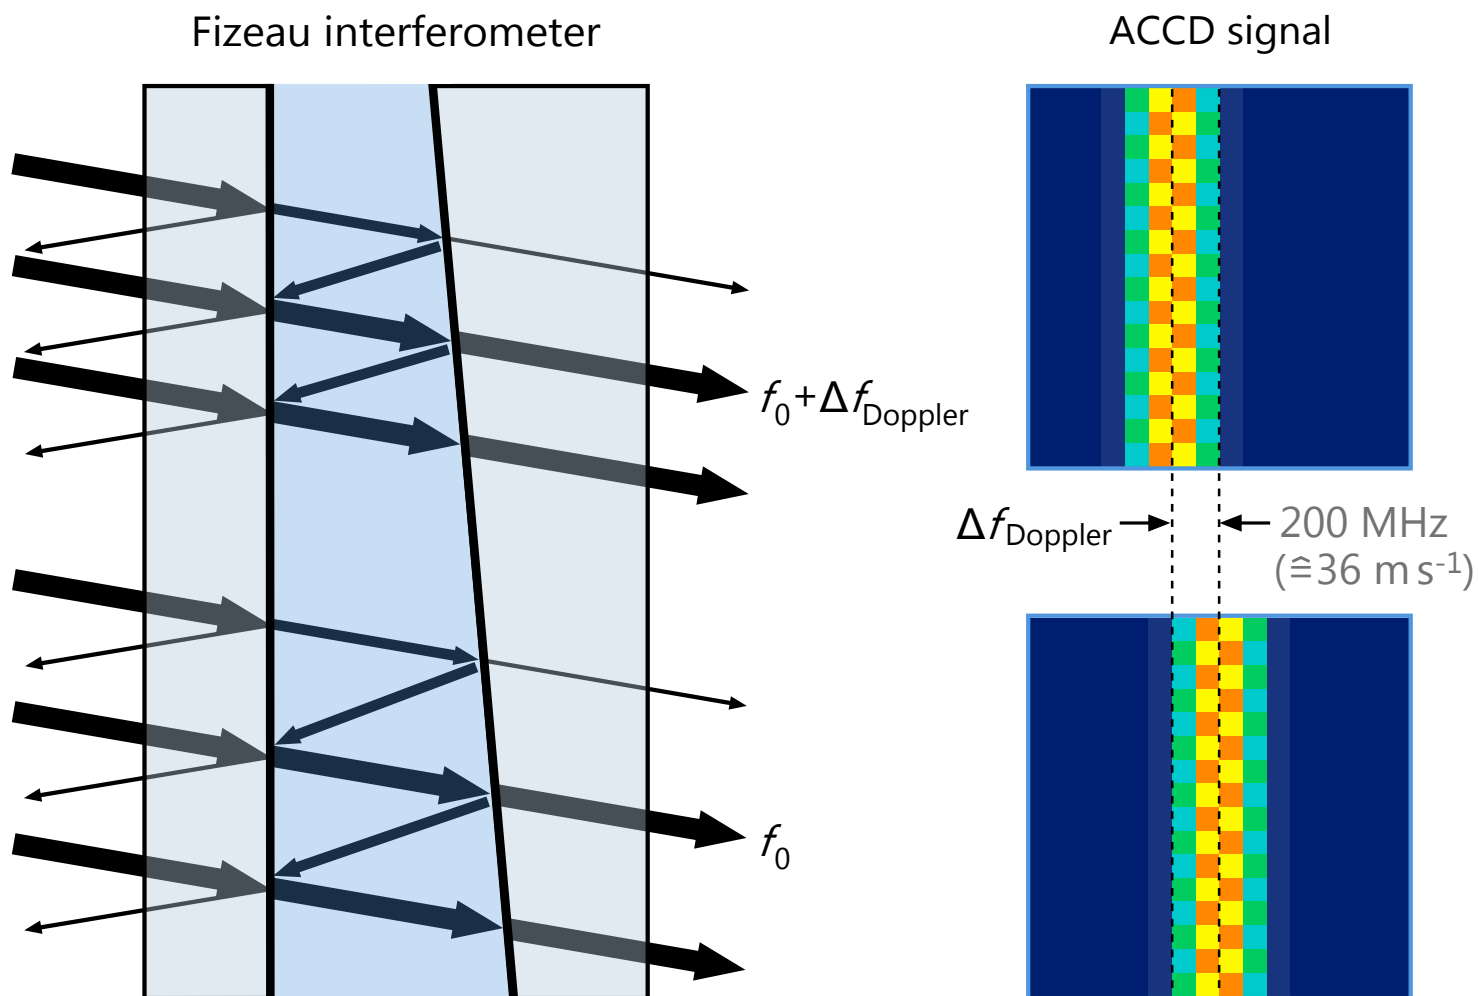 Fizeau interferometer
ACCD signal
f0+ΔfDoppler
ΔfDoppler
200 MHz
(≙36 m s-1)
f0